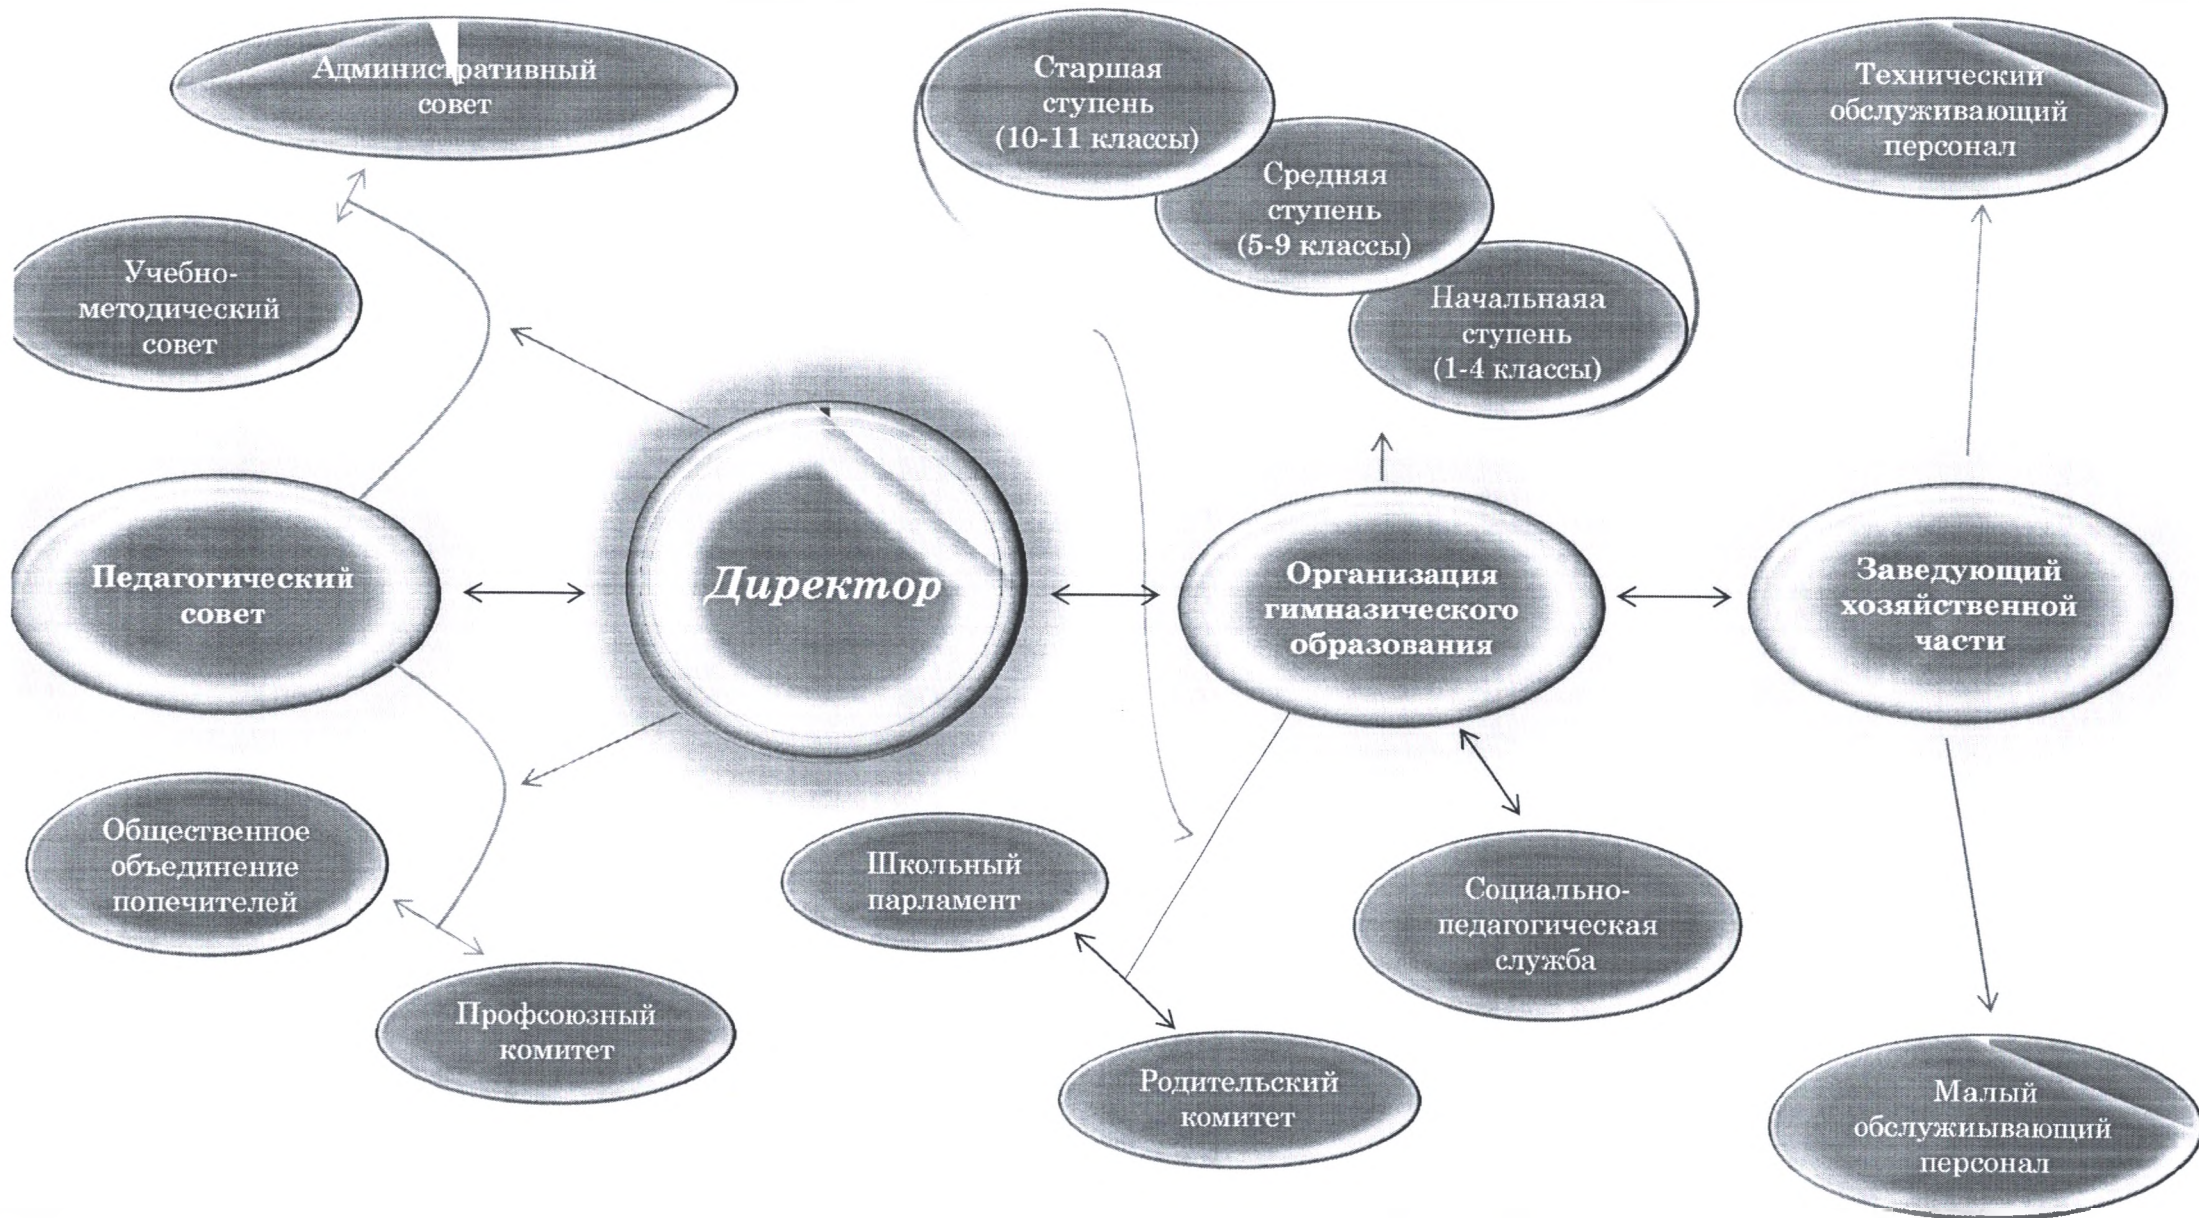 Административный
совет
Старшая
ступень
(10-11 классы)
Технический
обслуживающий
персонал
Средняя
ступень
(5-9 классы)
Учебно-
методический
совет
Начальнаяа
ступень
(1-4 классы)
Педагогический
совет
Директор
Организация
гимназического
образования
Заведующий
хозяйственной
части
Общественное
объединение
попечителей
Школьный
парламент
Социально-
педагогическая
служба
Профсоюзный
комитет
Родительский
комитет
Малый
обслужиывающий
персонал